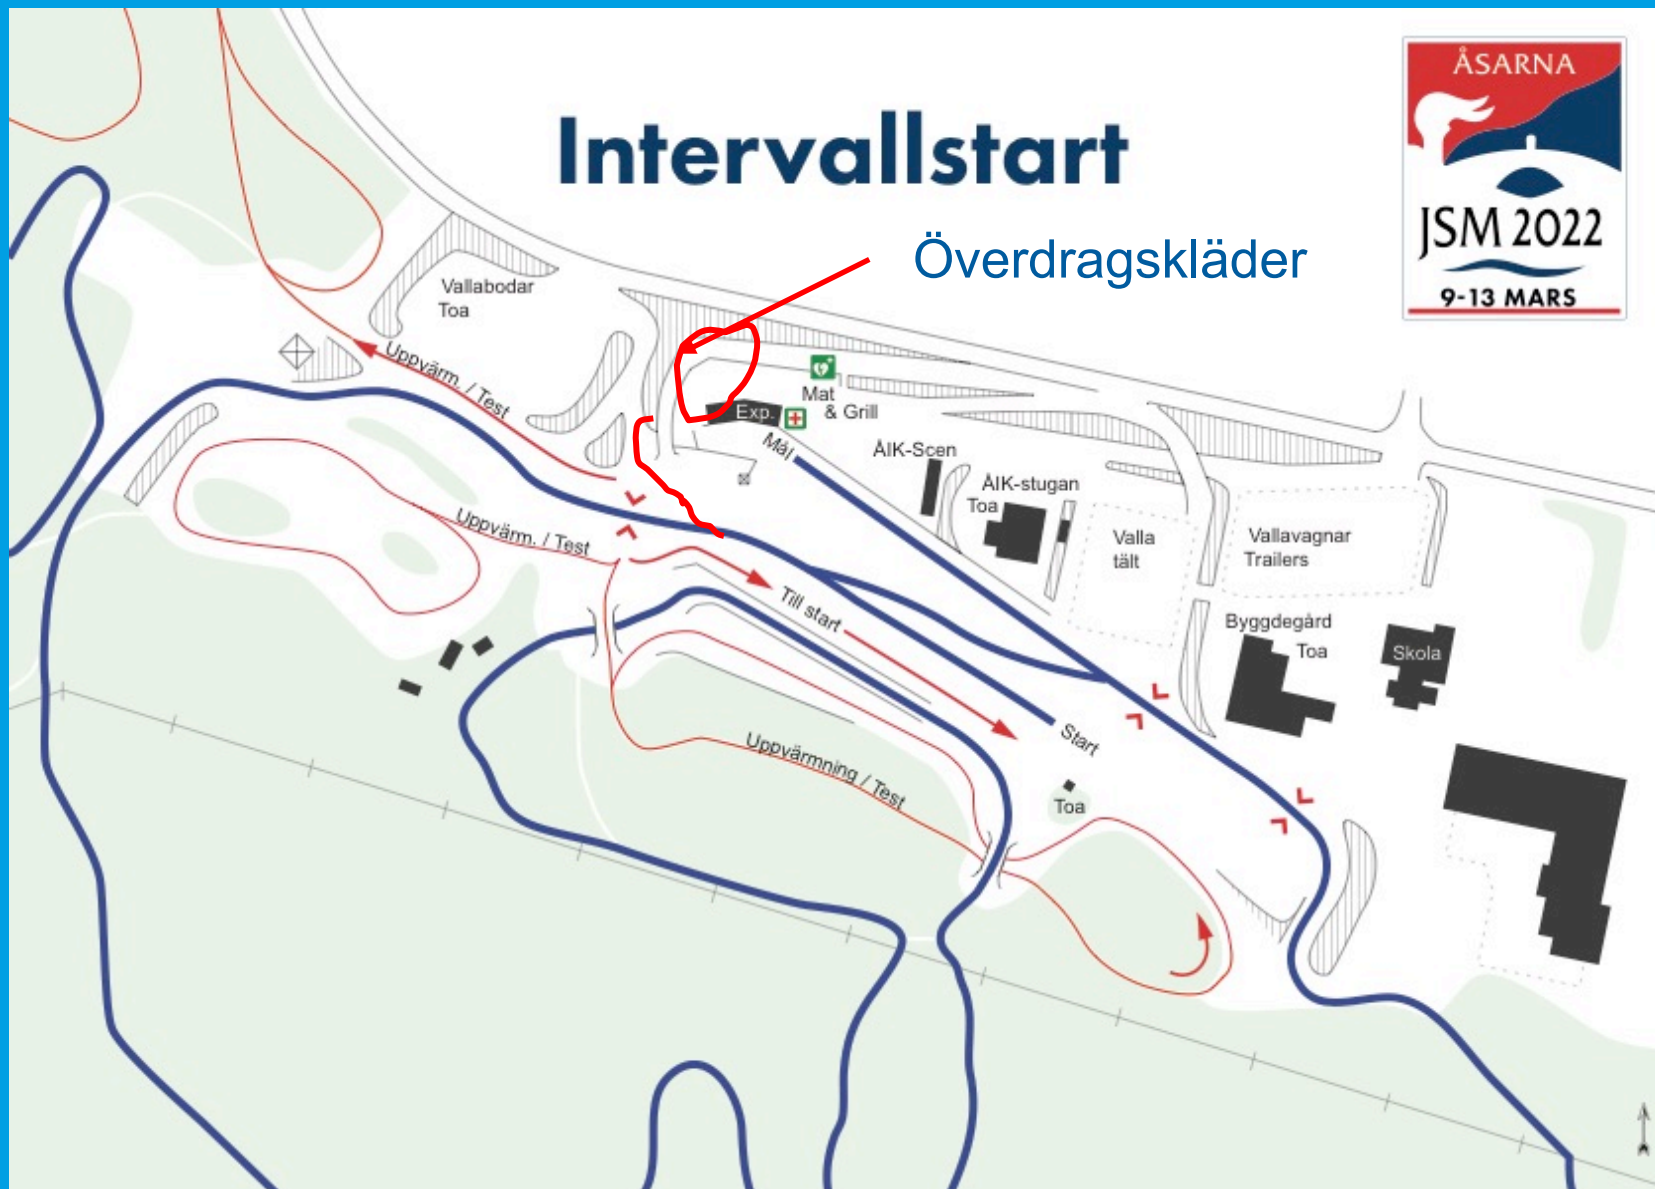 Intervallstart
ÅSARNA
JSM 2022
9-13 MARS
Överdragskläder
Vallabodar
Toa
Uppvärm. / Test
Mat
& Grill
Exp.
Mål
ÅIK-Scen
ÅIK-stugan
Toa
Uppvärm. / Test
Valla
tält
Vallavagnar
Trailers
Till start
Byggdegård
Toa
Skola
Start
Uppvärmning / Test
Toa